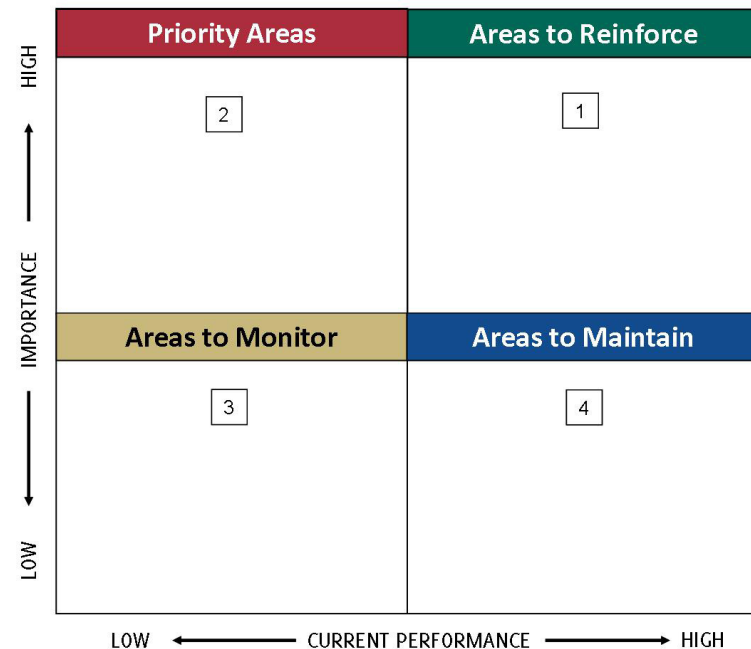 Priority Areas
Areas to Reinforce
HIGH
2
1
IMPORTANCE
Areas to Monitor
Areas to Maintain
3
4
LOW
LOW
CURRENT PERFORMANCE
HIGH